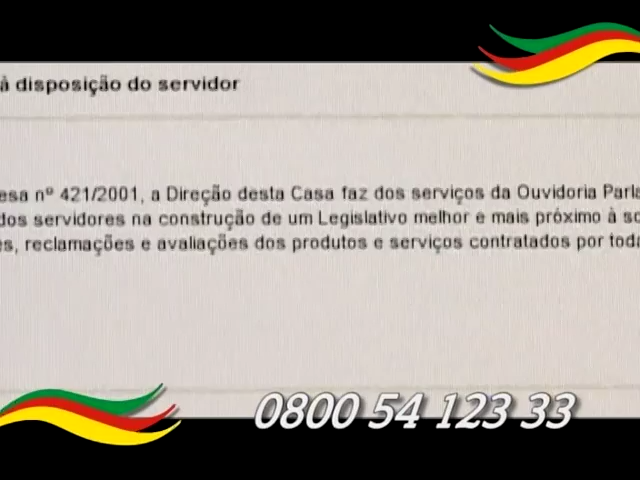 à disposição do servidor
esa nº 421/2001, a Direção desta Casa faz dos serviços da Ouvidoria Parla
dos servidores na construção de um Legislativo melhor e mais próximo à so
es, reclamações e avaliações dos produtos e serviços contratados por toda
0800 54 123 33